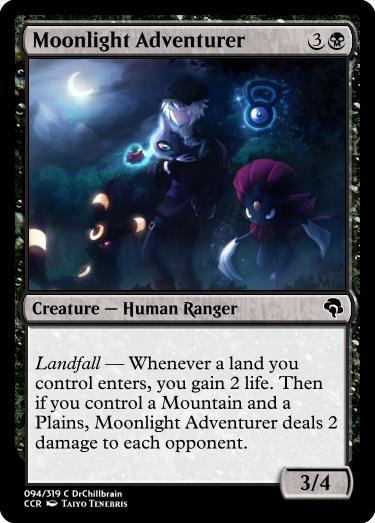 Moonlight Adventurer 3
Creature — Human Ranger
Landfall — Whenever a land you
control enters, you gain 2 life. Then
if you control a Mountain and a
Plains, Moonlight Adventurer deals 2
damage to each opponent.
3/4
094/319 C DrChillbrain
CCR Taiyo Tenebris